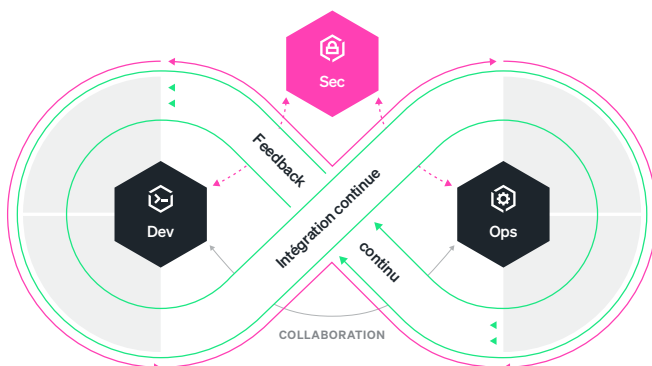 Sec
Feedback
Intégration continue
Dev
Ops
continu
COLLABORATION